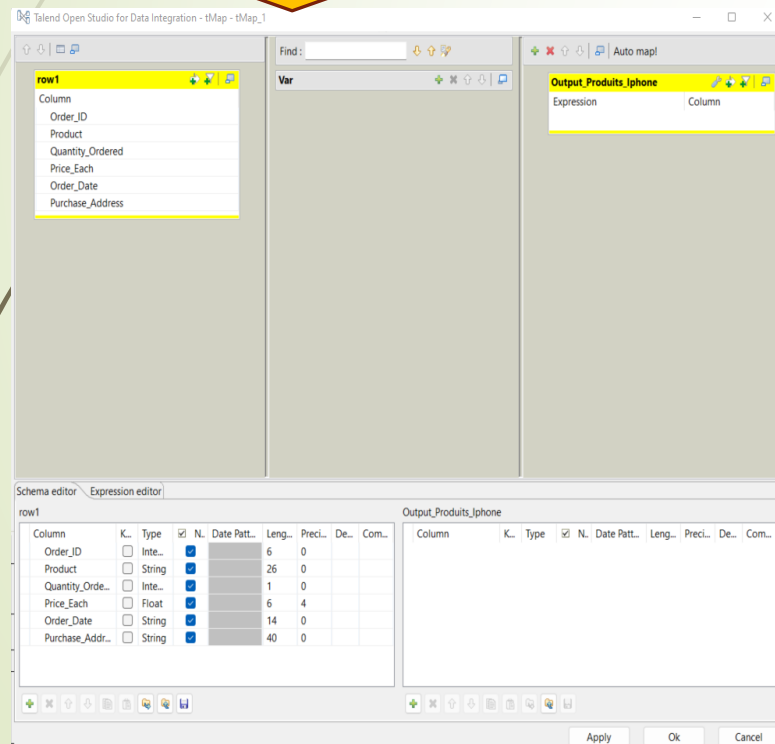 Talend Open Studio for Data Integration - tMap - tMap_1
Find :
Auto map!
row1
Column
Order_ID
Product
Quantity_Ordered
Price_Each
Order_Date
Purchase_Address
Var
Output_Produits_Iphone
Expression Column
Schema editor Expression editor
row1
Column K... Type N.. Date Patt... Leng... Preci... De... Com...
Order_ID Inte... 6 0
Product String 26 0
Quantity_Orde... Inte... 1 0
Price_Each Float 6 4
Order_Date String 14 0
Purchase_Addr... String 40 0
Output_Produits_Iphone
Column K... Type N.. Date Patt... Leng... Preci... De... Com...
Apply Ok Cancel